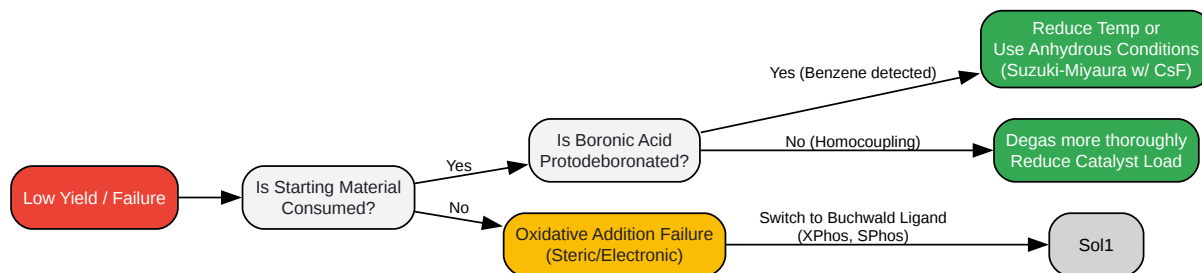 Low Yield / Failure
Is Starting Material
Consumed?
Yes
No
Is Boronic Acid
Protodeboronated?
Yes (Benzene detected)
No (Homocoupling)
Reduce Temp or
Use Anhydrous Conditions
(Suzuki-Miyaura w/ CsF)
Degas more thoroughly
Reduce Catalyst Load
Oxidative Addition Failure
(Steric/Electronic)
Switch to Buchwald Ligand
(XPhos, SPhos)
Sol1